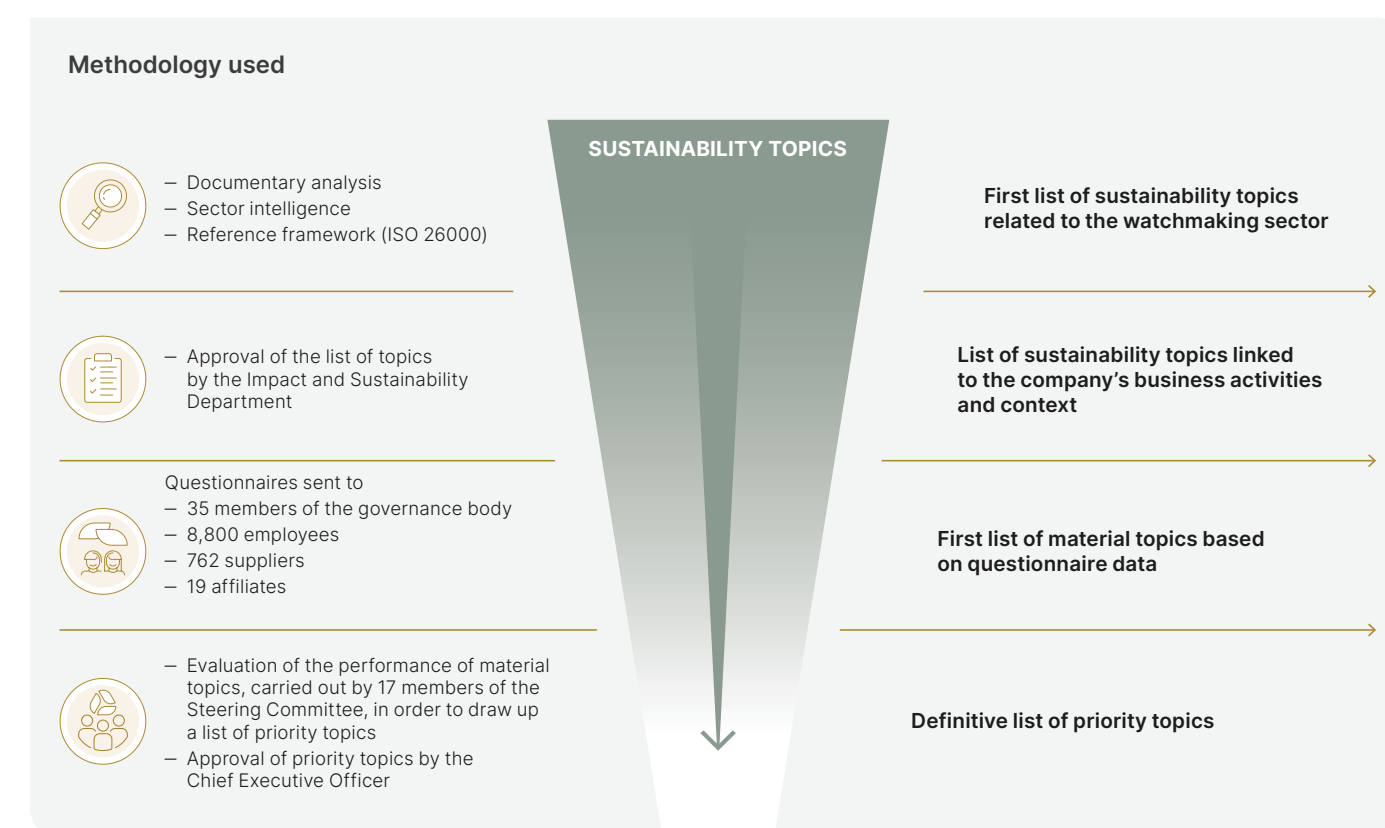 Methodology used
SUSTAINABILITY TOPICS
– Documentary analysis
– Sector intelligence
– Reference framework (ISO 26000)
First list of sustainability topics
related to the watchmaking sector
– Approval of the list of topics
by the Impact and Sustainability
Department
List of sustainability topics linked
to the company’s business activities
and context
Questionnaires sent to
– 35 members of the governance body
– 8,800 employees
– 762 suppliers
– 19 affiliates
First list of material topics based
on questionnaire data
– Evaluation of the performance of material
topics, carried out by 17 members of the
Steering Committee, in order to draw up
a list of priority topics
– Approval of priority topics by the
Chief Executive Officer
Definitive list of priority topics